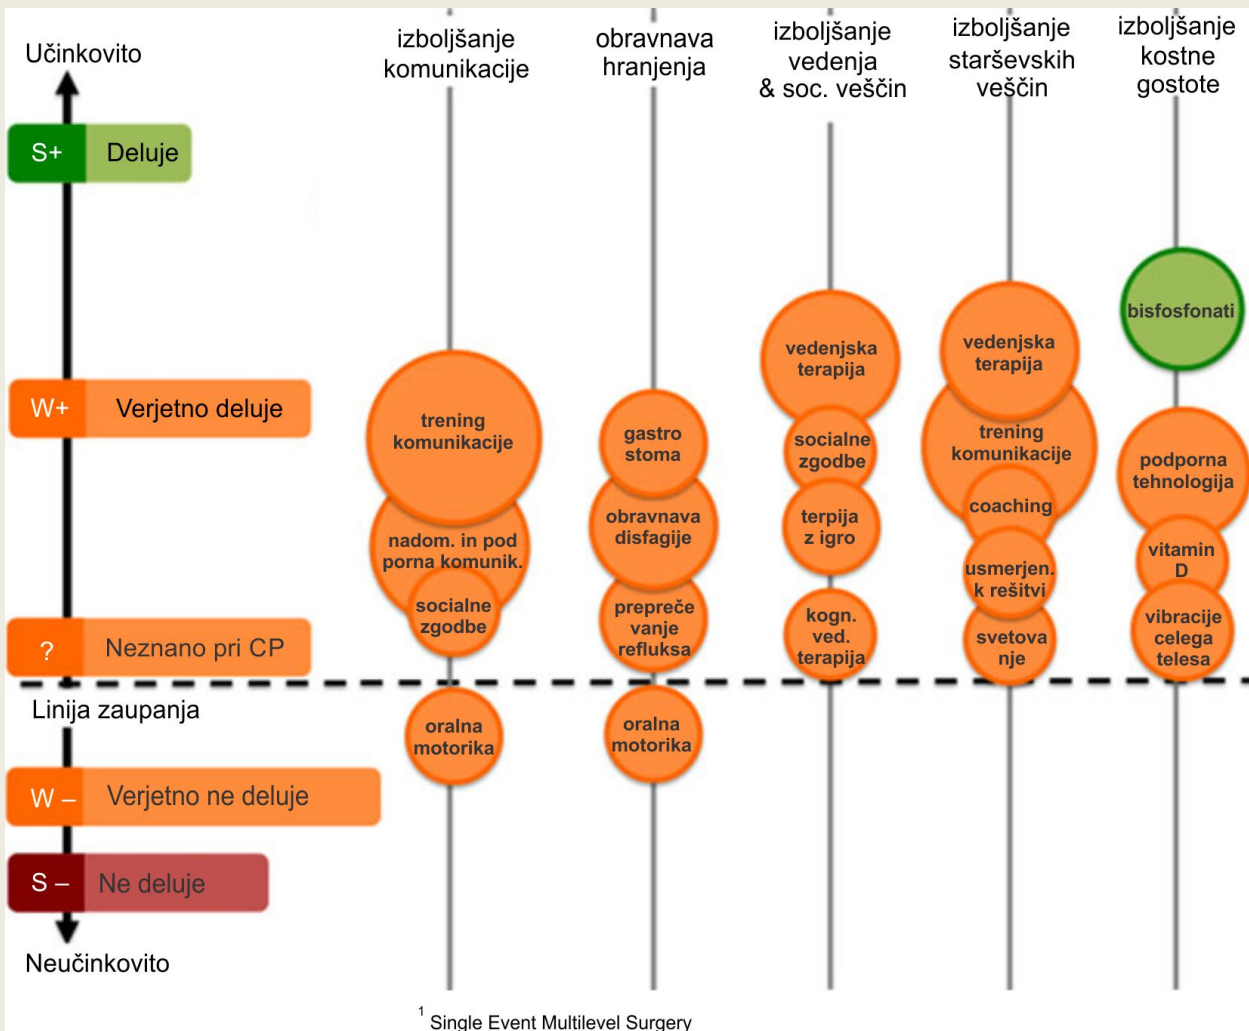 Učinkovito
S+
Deluje
W+
Verjetno deluje
?
Neznano pri CP
Linija zaupanja
W –
Verjetno ne deluje
S –
Ne deluje
Neučinkovito
izboljšanje
komunikacije
trening
komunikacije
nadom. in pod
porna komunik.
socialne
zgodbe
oralna
motorika
obravnava
hranjenja
gastro
stoma
obravnava
disfagije
prepreče
vanje
refluksa
oralna
motorika
izboljšanje
vedenja
& soc. veščin
vedenjska
terapija
socialne
zgodbe
terpija
z igro
kogn.
ved.
terapija
izboljšanje
starševskih
veščin
vedenjska
terapija
trening
komunikacije
coaching
usmerjen.
k rešitvi
svetova
nje
izboljšanje
kostne
gostote
bisfosfonati
podporna
tehnologija
vitamin
D
vibracije
celega
telesa
1 Single Event Multilevel Surgery